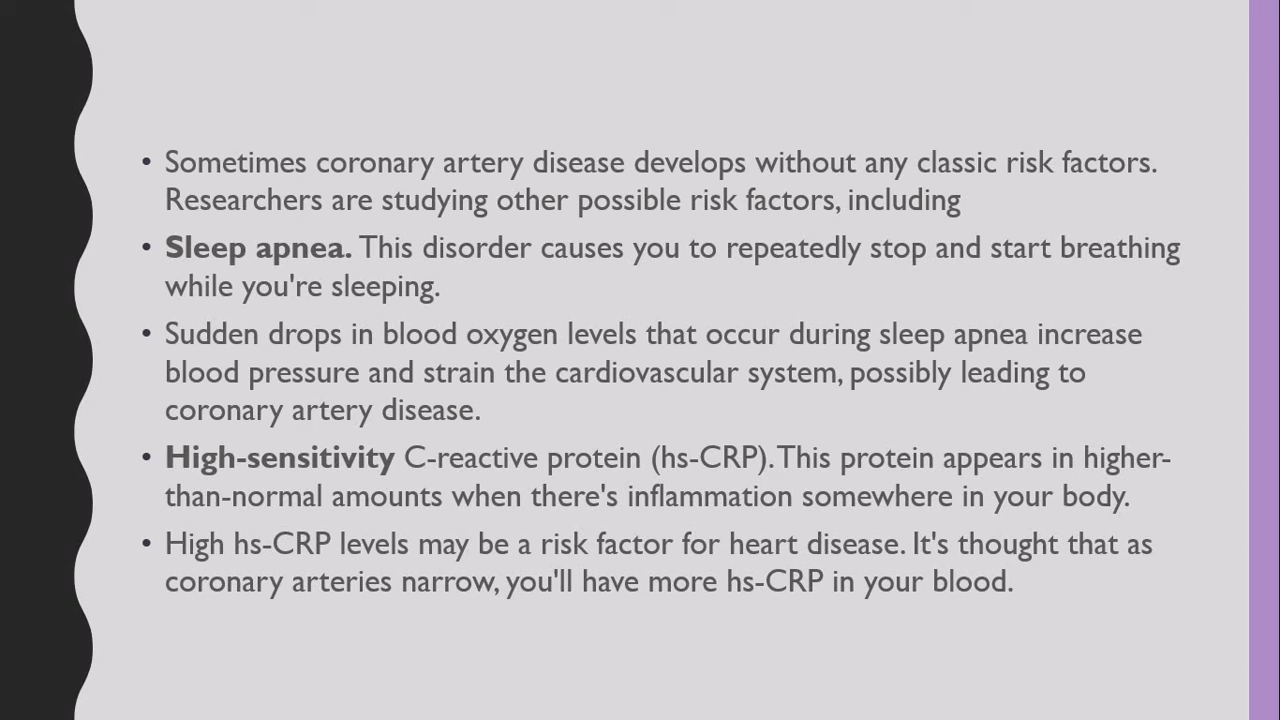 • Sometimes coronary artery disease develops without any classic risk factors.
Researchers are studying other possible risk factors, including
• Sleep apnea. This disorder causes you to repeatedly stop and start breathing
while you're sleeping.
• Sudden drops in blood oxygen levels that occur during sleep apnea increase
blood pressure and strain the cardiovascular system, possibly leading to
coronary artery disease.
• High-sensitivity C-reactive protein (hs-CRP). This protein appears in higher-
than-normal amounts when there's inflammation somewhere in your body.
• High hs-CRP levels may be a risk factor for heart disease. It's thought that as
coronary arteries narrow, you'll have more hs-CRP in your blood.